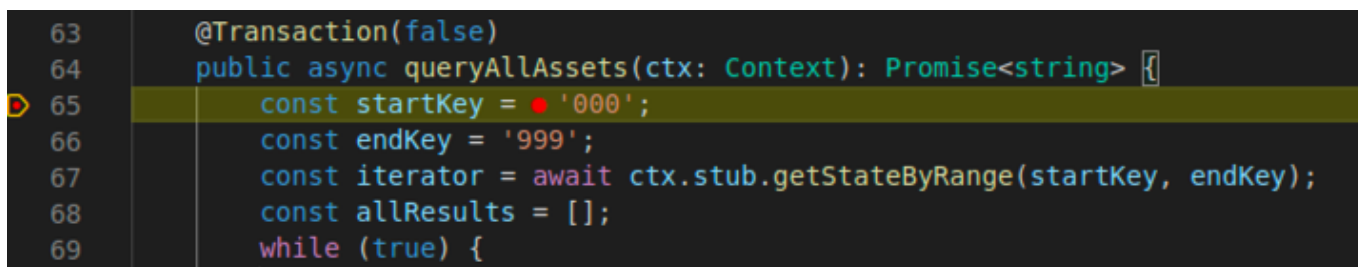 63 @Transaction(false)
64 public async queryAllAssets(ctx: Context): Promise<string> {
65 const startKey = '000';
66 const endKey = '999';
67 const iterator = await ctx.stub.getStateByRange(startKey, endKey);
68 const allResults = [];
69 while (true) {